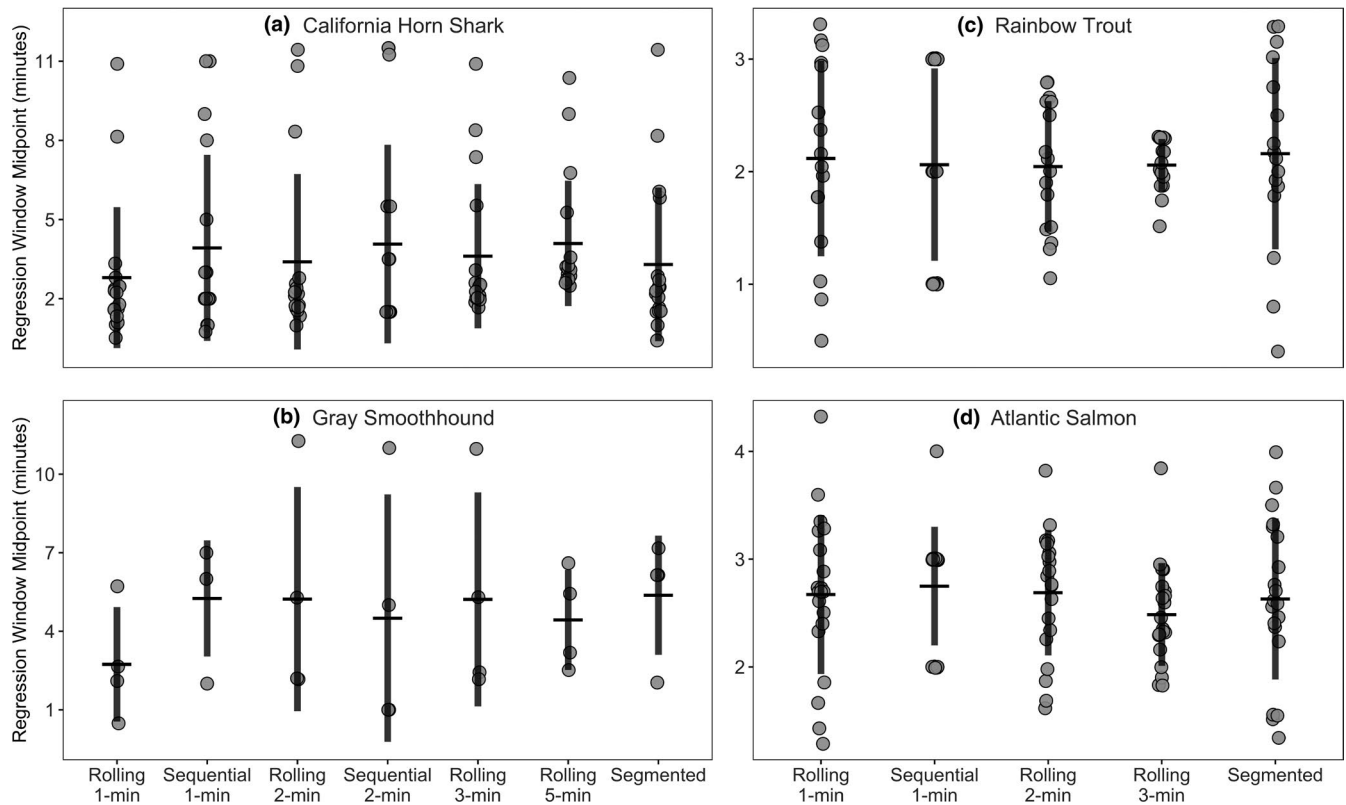 (a) California Horn Shark
Regression Window Midpoint (minutes)
11
8
5
2
(c) Rainbow Trout
3
2
1
(b) Gray Smoothhound
Regression Window Midpoint (minutes)
10
7
4
1
Rolling 1-min
Sequential 1-min
Rolling 2-min
Sequential 2-min
Rolling 3-min
Rolling 5-min
Segmented
(d) Atlantic Salmon
4
3
2
Rolling 1-min
Sequential 1-min
Rolling 2-min
Rolling 3-min
Segmented